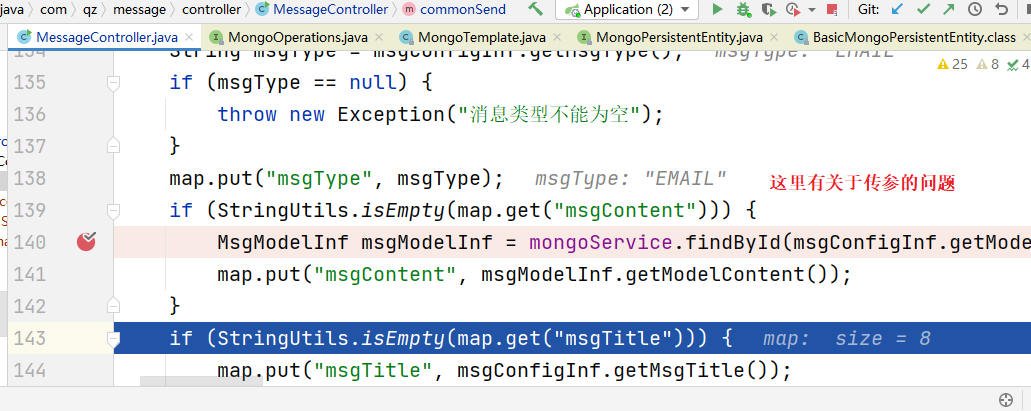 java com qz message controller MessageController commonSend Application (2) Git:
MessageController.java MongoOperations.java MongoTemplate.java MongoPersistentEntity.java BasicMongoPersistentEntity.class
134 String msgType = msgConfigInf.getMsgType(); msgType: "EMAIL"
25 8 4
135 if (msgType == null) {
136 throw new Exception("消息类型不能为空");
137 }
138 map.put("msgType", msgType); msgType: "EMAIL" 这里有关于传参的问题
139 if (StringUtils.isEmpty(map.get("msgContent"))) {
140 MsgModelInf msgModelInf = mongoService.findById(msgConfigInf.getMode
141 map.put("msgContent", msgModelInf.getModelContent());
142 }
143 if (StringUtils.isEmpty(map.get("msgTitle"))) { map: size = 8
144 map.put("msgTitle", msgConfigInf.getMsgTitle());